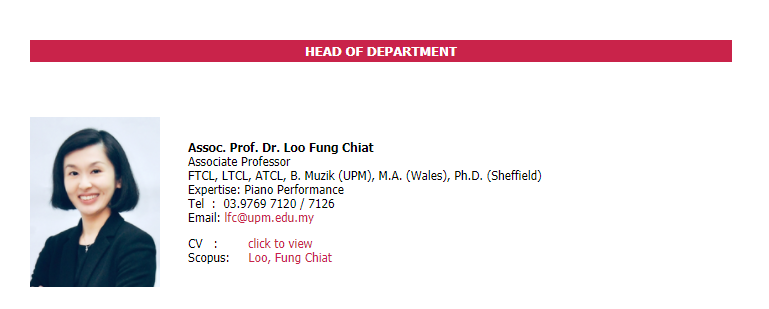 HEAD OF DEPARTMENT
Assoc. Prof. Dr. Loo Fung Chiat
Associate Professor
FTCL, LTCL, ATCL, B. Muzik (UPM), M.A. (Wales), Ph.D. (Sheffield)
Expertise: Piano Performance
Tel : 03.9769 7120 / 7126
Email: lfc@upm.edu.my
CV : click to view
Scopus: Loo, Fung Chiat